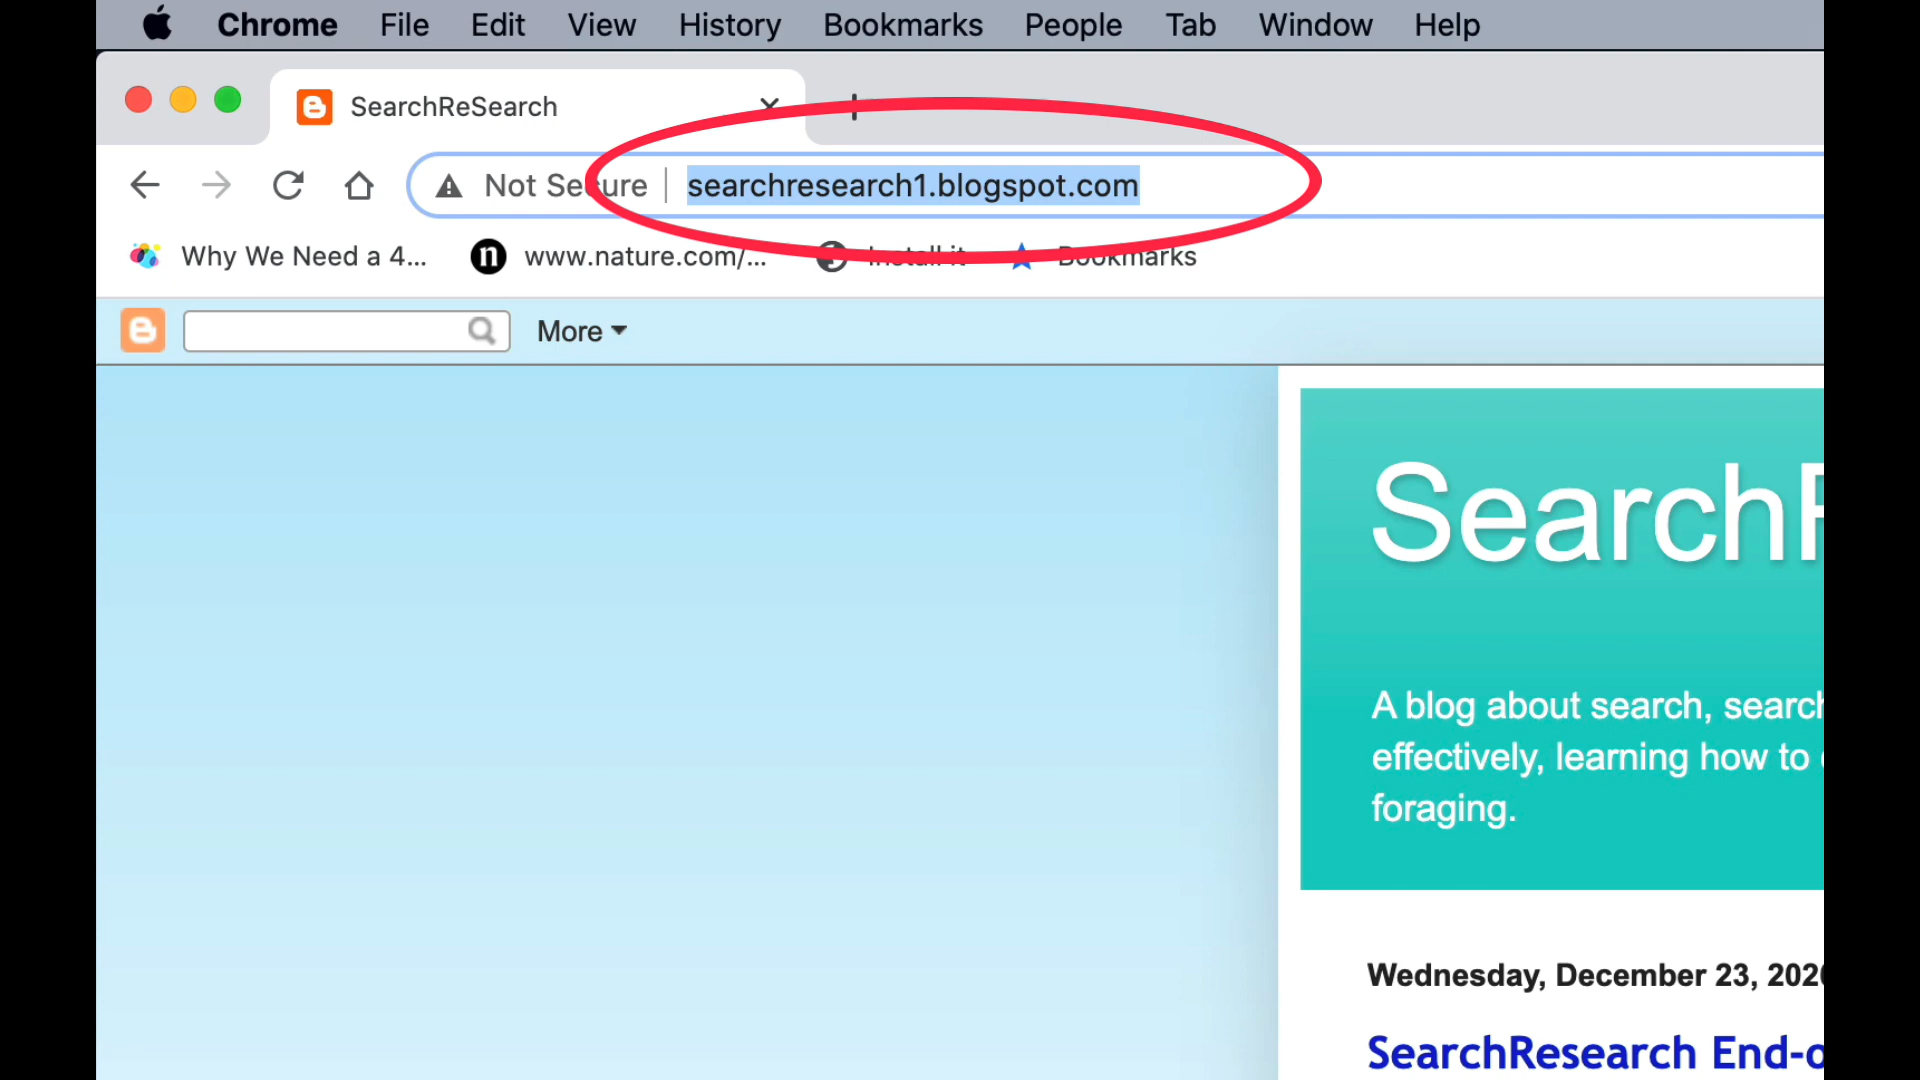 Chrome File Edit View History Bookmarks People Tab Window Help
SearchReSearch
Not Secure | searchresearch1.blogspot.com
Why We Need a 4... n www.nature.com/... Install it Bookmarks
More
Search
A blog about search, search
effectively, learning how to
foraging.
Wednesday, December 23, 2020
SearchResearch End-o